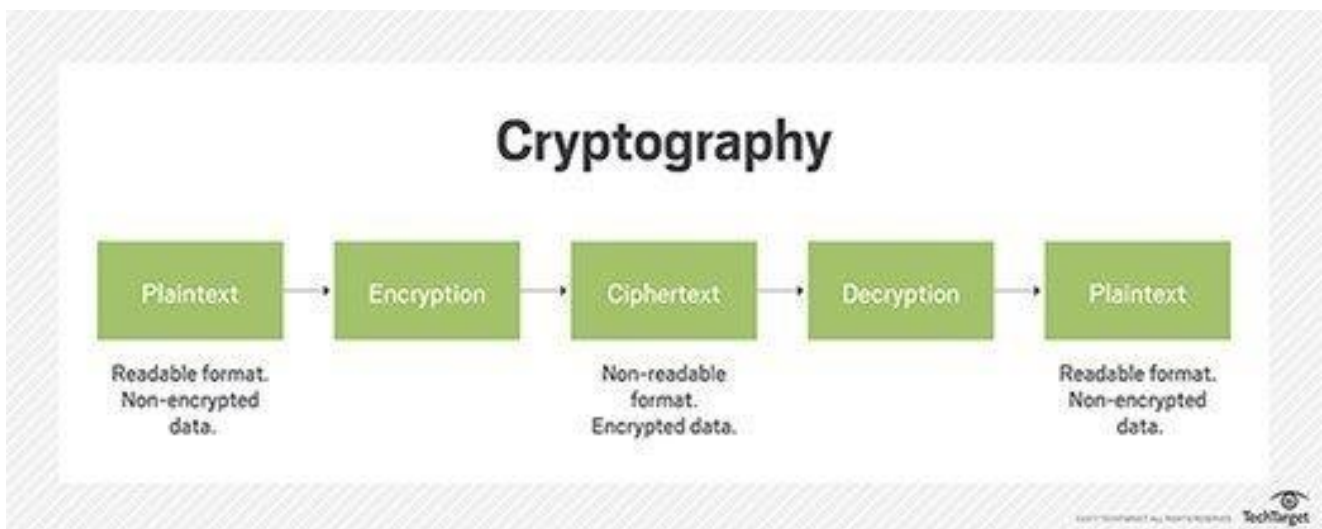 Cryptography
Plaintext
Encryption
Ciphertext
Decryption
Plaintext
Readable format.
Non-encrypted
data.
Non-readable
format.
Encrypted data.
Readable format.
Non-encrypted
data.
TechTarget